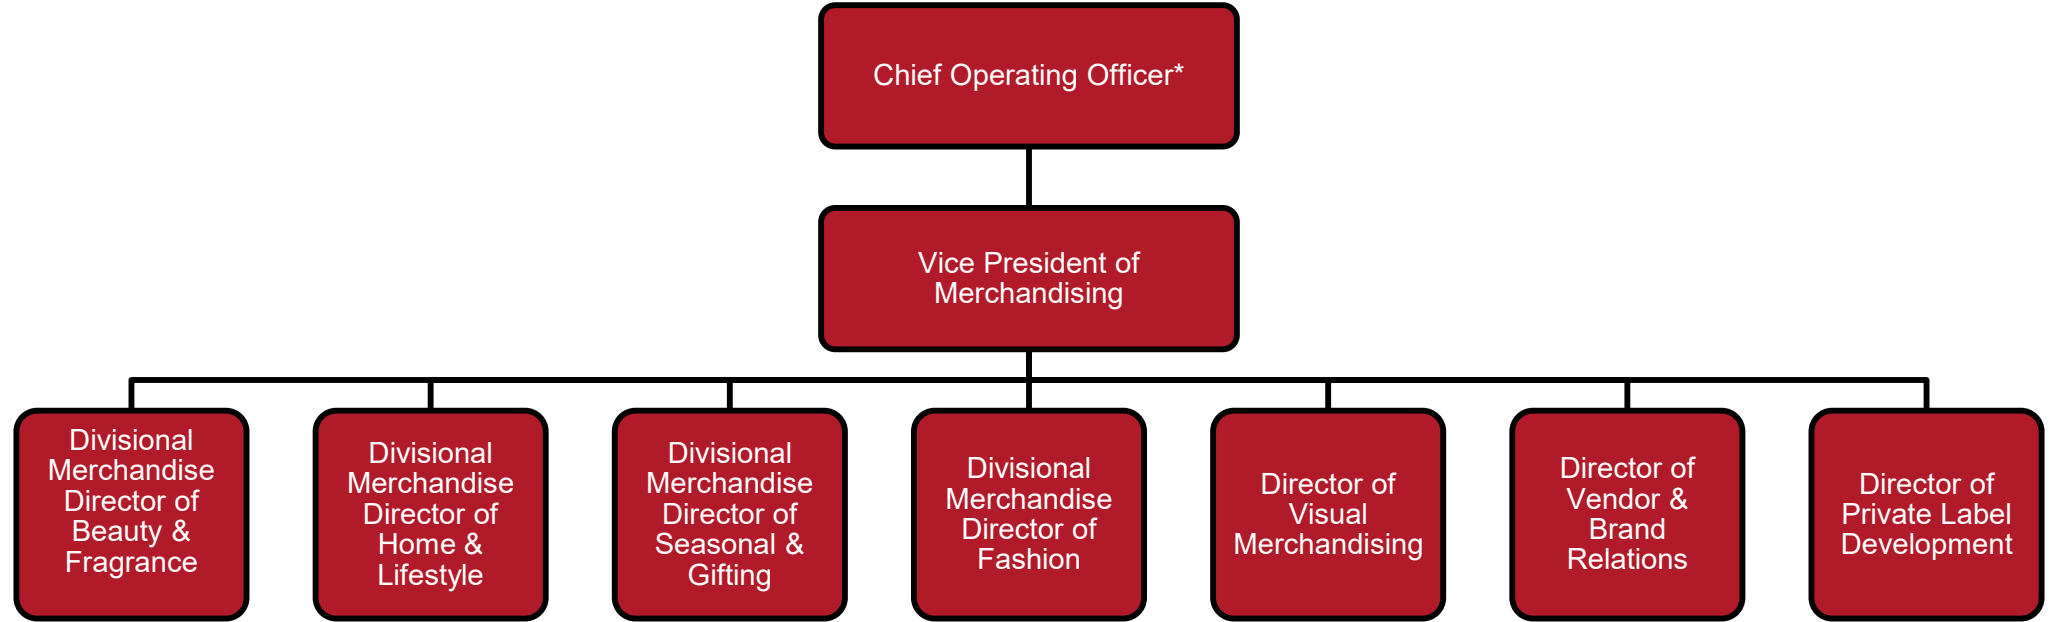 Chief Operating Officer*
Vice President of
Merchandising
Divisional
Merchandise
Director of
Beauty &
Fragrance
Divisional
Merchandise
Director of
Home &
Lifestyle
Divisional
Merchandise
Director of
Seasonal &
Gifting
Divisional
Merchandise
Director of
Fashion
Director of
Visual
Merchandising
Director of
Vendor &
Brand
Relations
Director of
Private Label
Development